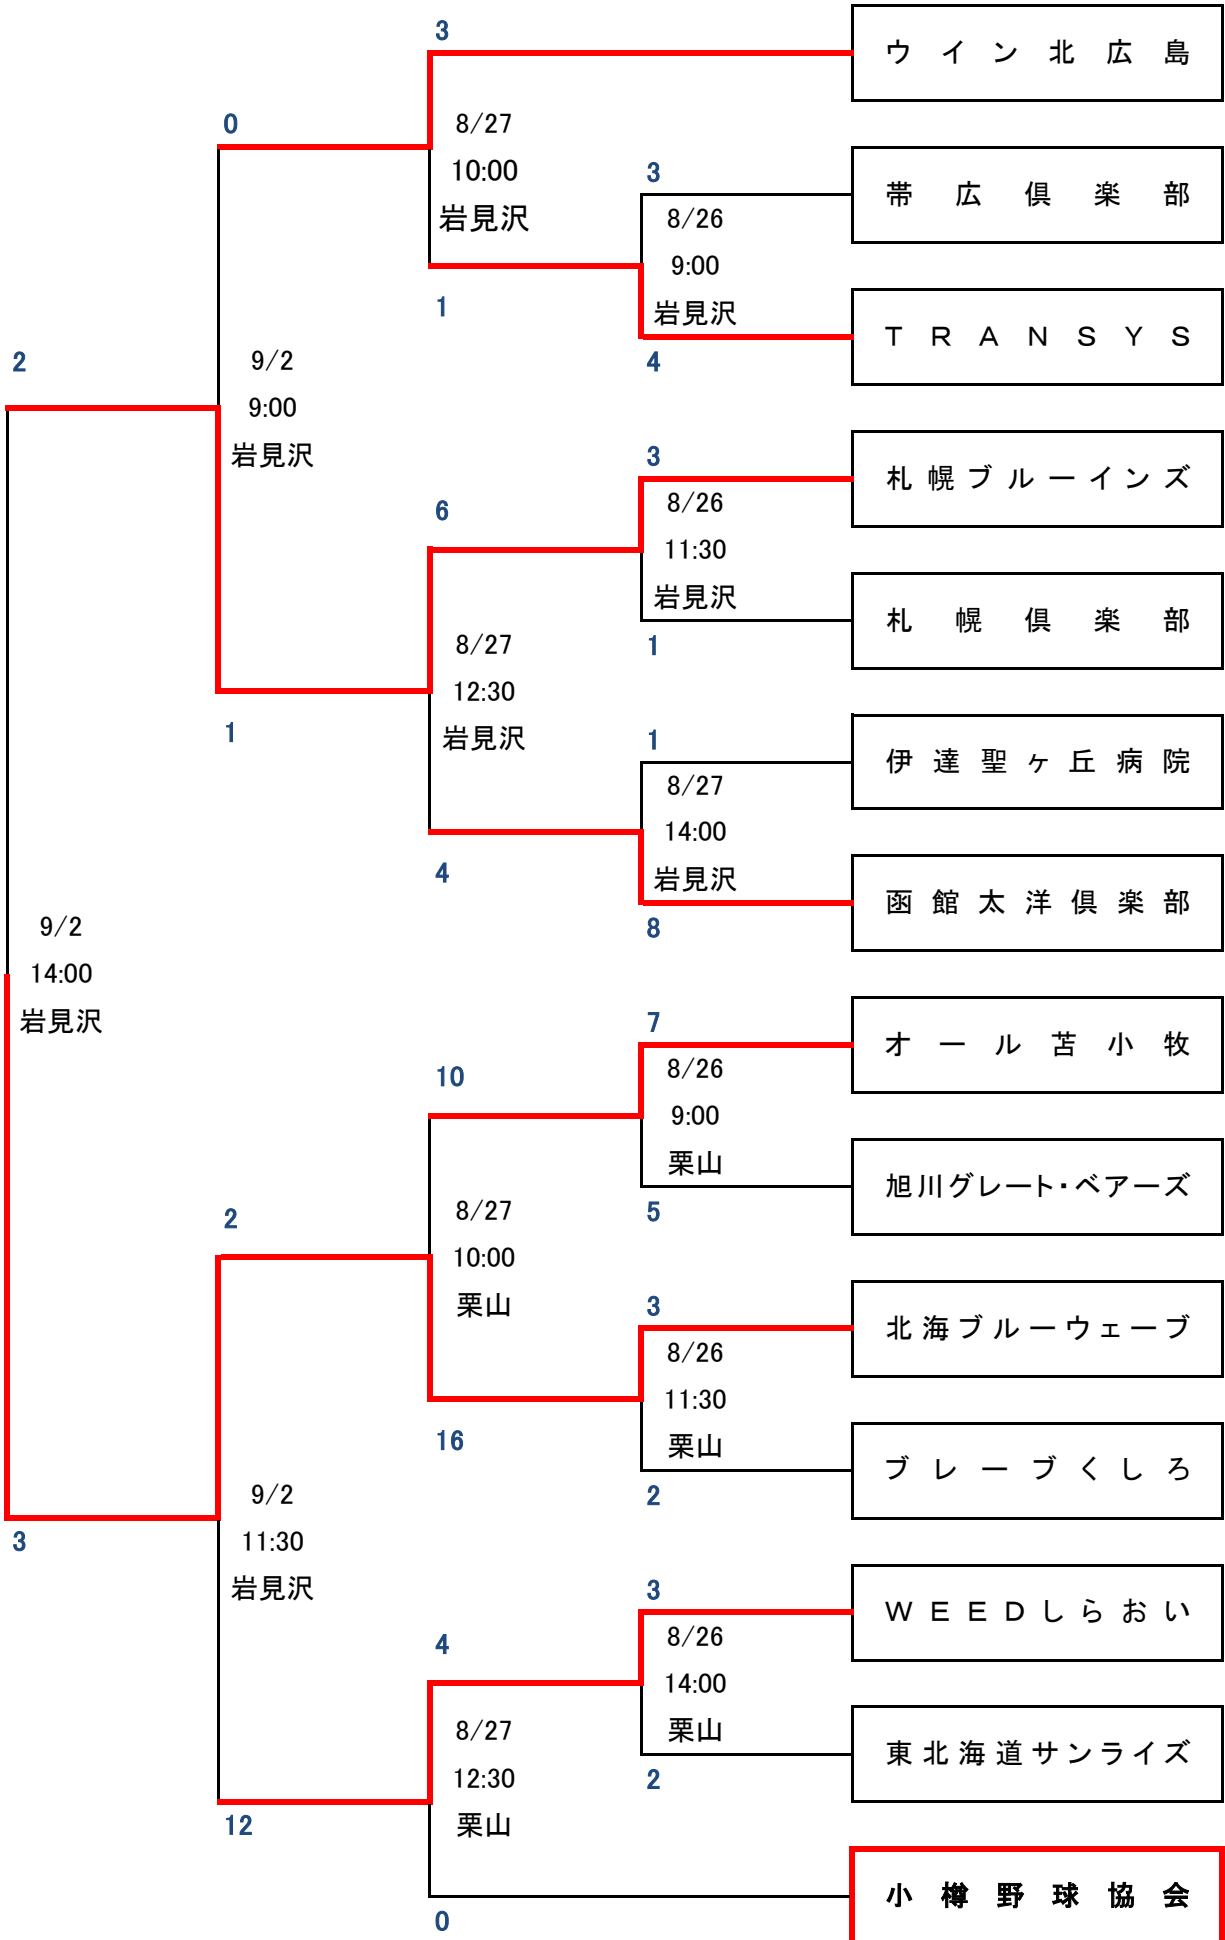 3
ウイン北広島
0
8/27
10:00
岩見沢
3
帯広倶楽部
8/26
9:00
岩見沢
1
TRANSYS
4
2
9/2
9:00
岩見沢
3
札幌ブルーインズ
6
8/26
11:30
岩見沢
札幌倶楽部
1
8/27
12:30
岩見沢
1
1
伊達聖ヶ丘病院
8/27
14:00
岩見沢
4
函館太洋倶楽部
8
9/2
14:00
岩見沢
7
オール苫小牧
10
8/26
9:00
栗山
旭川グレート・ベアーズ
5
2
8/27
10:00
栗山
3
北海ブルーウェーブ
8/26
11:30
栗山
16
ブレーブくしろ
2
3
9/2
11:30
岩見沢
3
WEEDしらおい
4
8/26
14:00
栗山
東北海道サンライズ
2
12
8/27
12:30
栗山
小樽野球協会
0